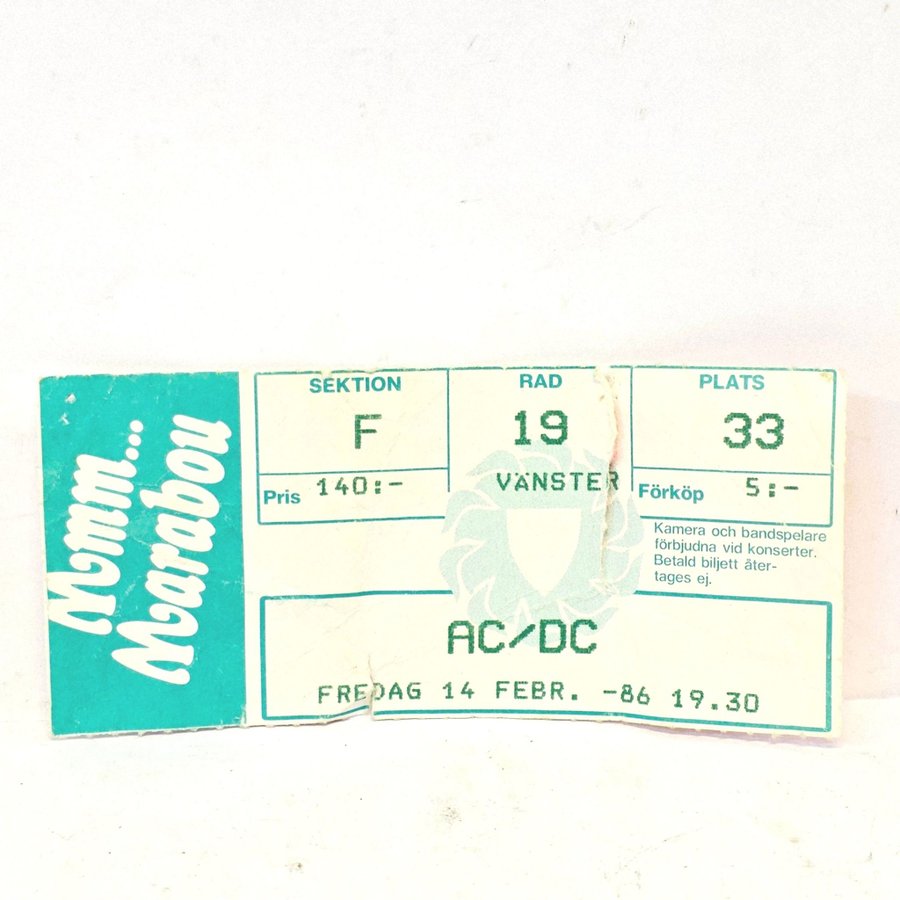 Mmm...
Marabou
SEKTION
F
RAD
19
PLATS
33
Pris 140:-
VÄNSTER
Förköp 5:-
Kamera och bandspelare
förbjudna vid konserter.
Betald biljett åter-
tages ej.
AC/DC
FREDAG 14 FEBR. -86 19.30